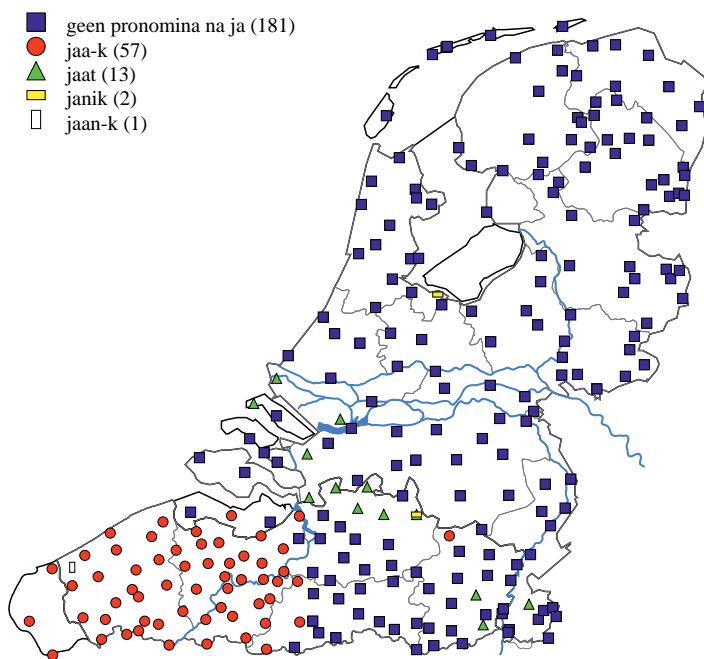 geen pronomina na ja (181)
jaa-k (57)
jaat (13)
janik (2)
jaan-k (1)